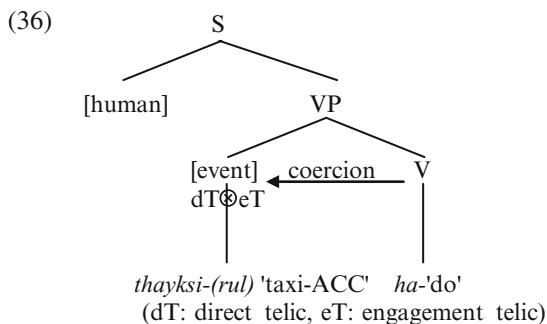 (36)
S
[human] VP
[event] coercion V
dT⊗eT
thayksi-(rul) 'taxi-ACC' ha-'do'
(dT: direct telic, eT: engagement telic)